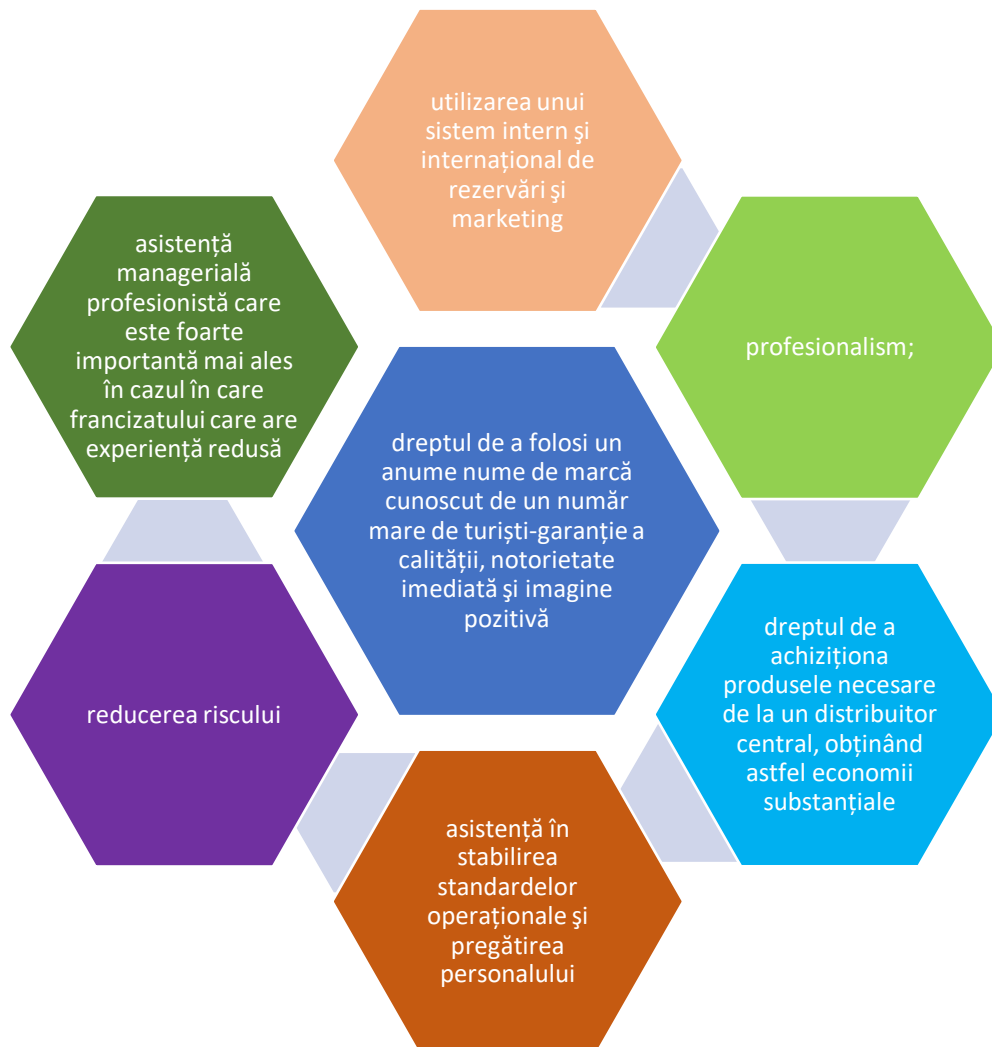 utilizarea unui
sistem intern şi
internațional de
rezervări şi
marketing
profesionalism;
dreptul de a
achiziționa
produsele necesare
de la un distribuitor
central, obținând
astfel economii
substanțiale
asistență în
stabilirea
standardelor
operaționale şi
pregătirea
personalului
reducerea riscului
asistență
managerială
profesionistă care
este foarte
importantă mai ales
în cazul în care
francizatului care are
experiență redusă
dreptul de a folosi un
anume nume de marcă
cunoscut de un număr
mare de turiști-garanție a
calității, notorietate
imediată şi imagine
pozitivă